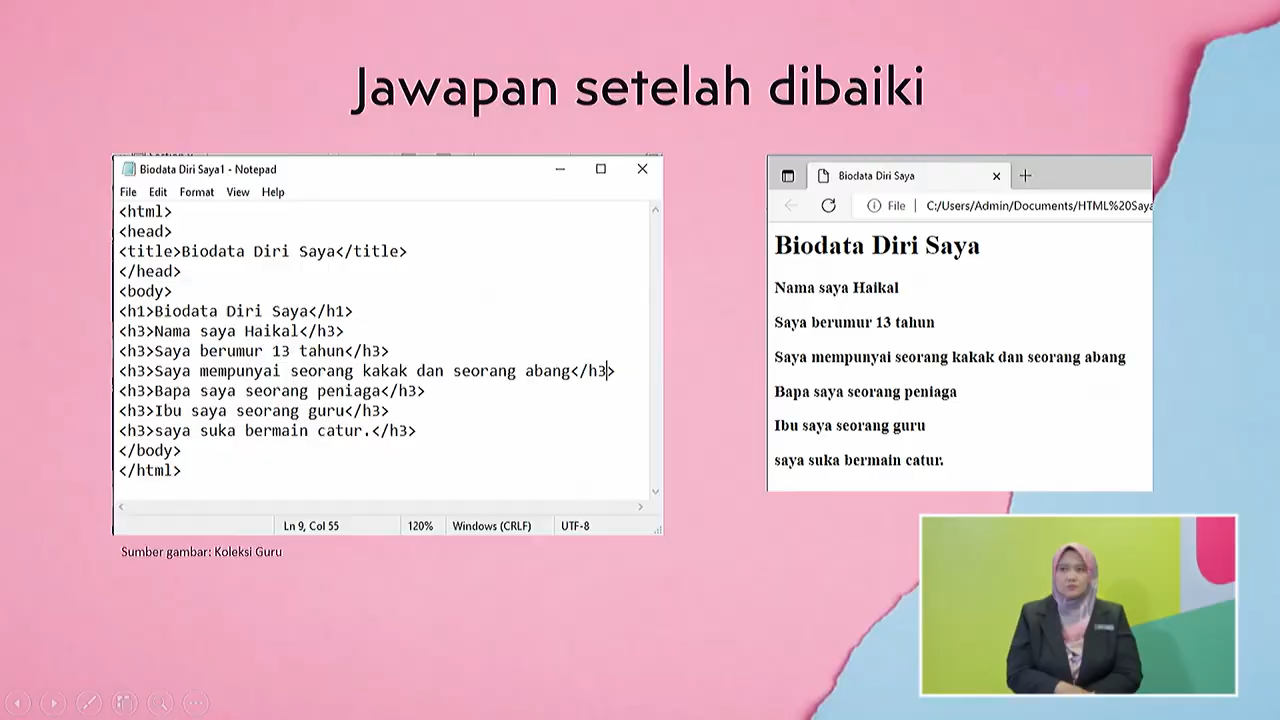 Jawapan setelah dibaiki
Biodata Diri Saya1 - Notepad
File Edit Format View Help
<html>
<head>
<title>Biodata Diri Saya</title>
</head>
<body>
<h1>Biodata Diri Saya</h1>
<h3>Nama saya Haikal</h3>
<h3>Saya berumur 13 tahun</h3>
<h3>Saya mempunyai seorang kakak dan seorang abang</h3>
<h3>Bapa saya seorang peniaga</h3>
<h3>Ibu saya seorang guru</h3>
<h3>saya suka bermain catur.</h3>
</body>
</html>
Ln 9, Col 55 120% Windows (CRLF) UTF-8
Sumber gambar: Koleksi Guru
Biodata Diri Saya
File C:/Users/Admin/Documents/HTML%20Saya
Biodata Diri Saya
Nama saya Haikal
Saya berumur 13 tahun
Saya mempunyai seorang kakak dan seorang abang
Bapa saya seorang peniaga
Ibu saya seorang guru
saya suka bermain catur.